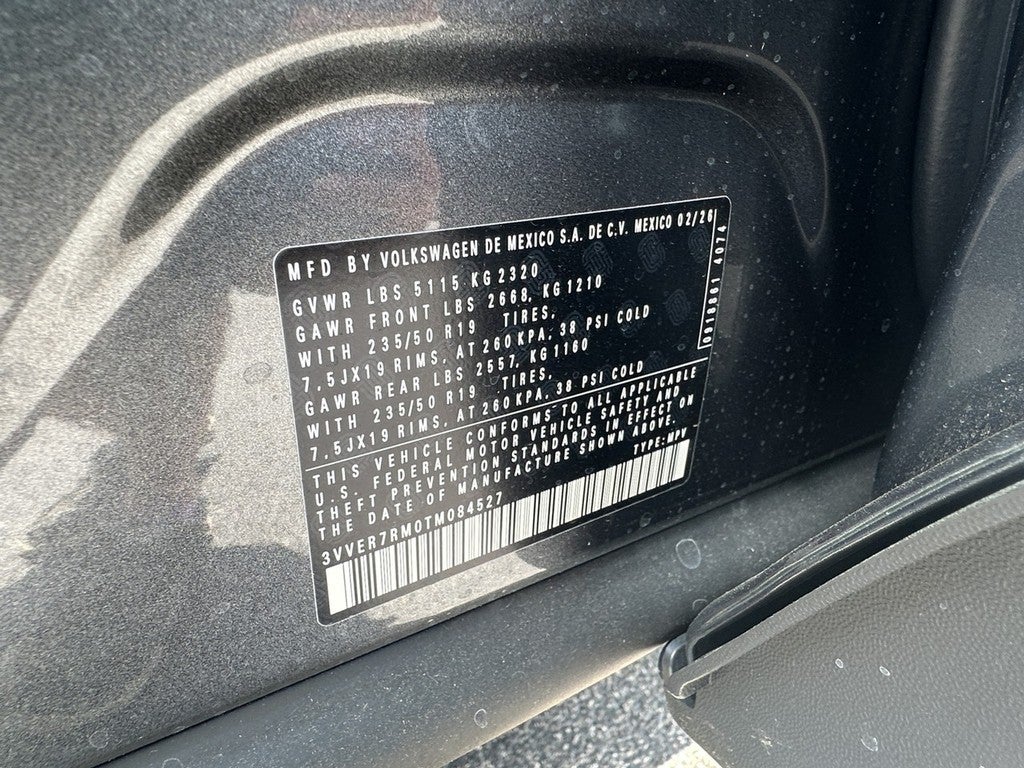 MFD BY VOLKSWAGEN DE MEXICO S.A. DE C.V. MEXICO 02/26
GVWR LBS 5115 KG 2320
GAWR FRONT LBS 2668, KG 1210
WITH 235/50 R19 TIRES,
7,5JX19 RIMS, AT 260 KPA, 38 PSI COLD
GAWR REAR LBS 2557, KG 1160
WITH 235/50 R19 TIRES,
7,5JX19 RIMS, AT 260 KPA, 38 PSI COLD
THIS VEHICLE CONFORMS TO ALL APPLICABLE
U.S. FEDERAL MOTOR VEHICLE SAFETY AND
THEFT PREVENTION STANDARDS IN EFFECT ON
THE DATE OF MANUFACTURE SHOWN ABOVE.
TYPE: MPV
3VVER7RM0TM084527
4074